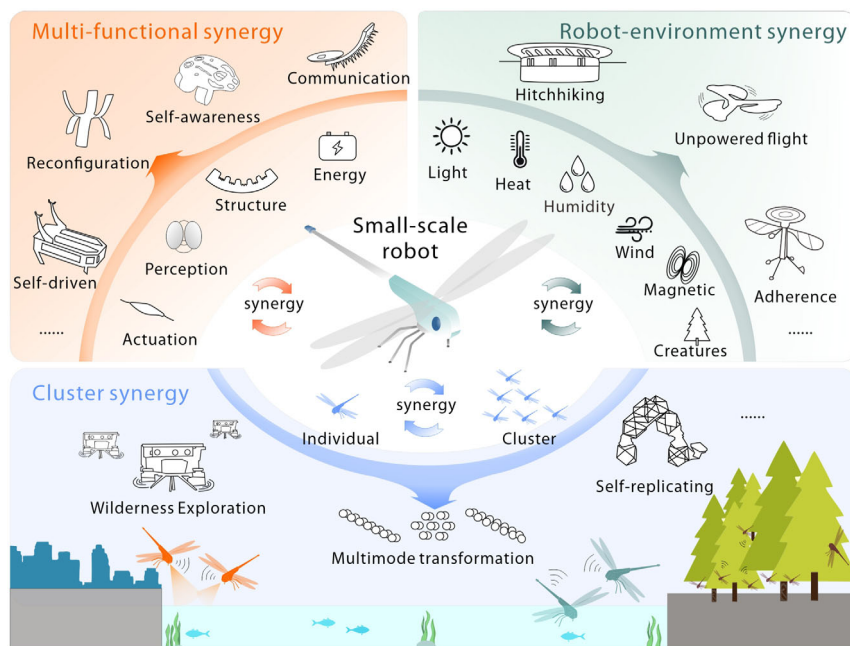 Multi-functional synergy
Communication
Self-awareness
Reconfiguration
Energy
Structure
Perception
Self-driven
Actuation
......
synergy
Robot-environment synergy
Hitchhiking
Unpowered flight
Light
Heat
Humidity
Wind
Magnetic
Adherence
Creatures
......
synergy
Small-scale
robot
Cluster synergy
synergy
Individual
Cluster
Wilderness Exploration
Multimode transformation
Self-replicating
......